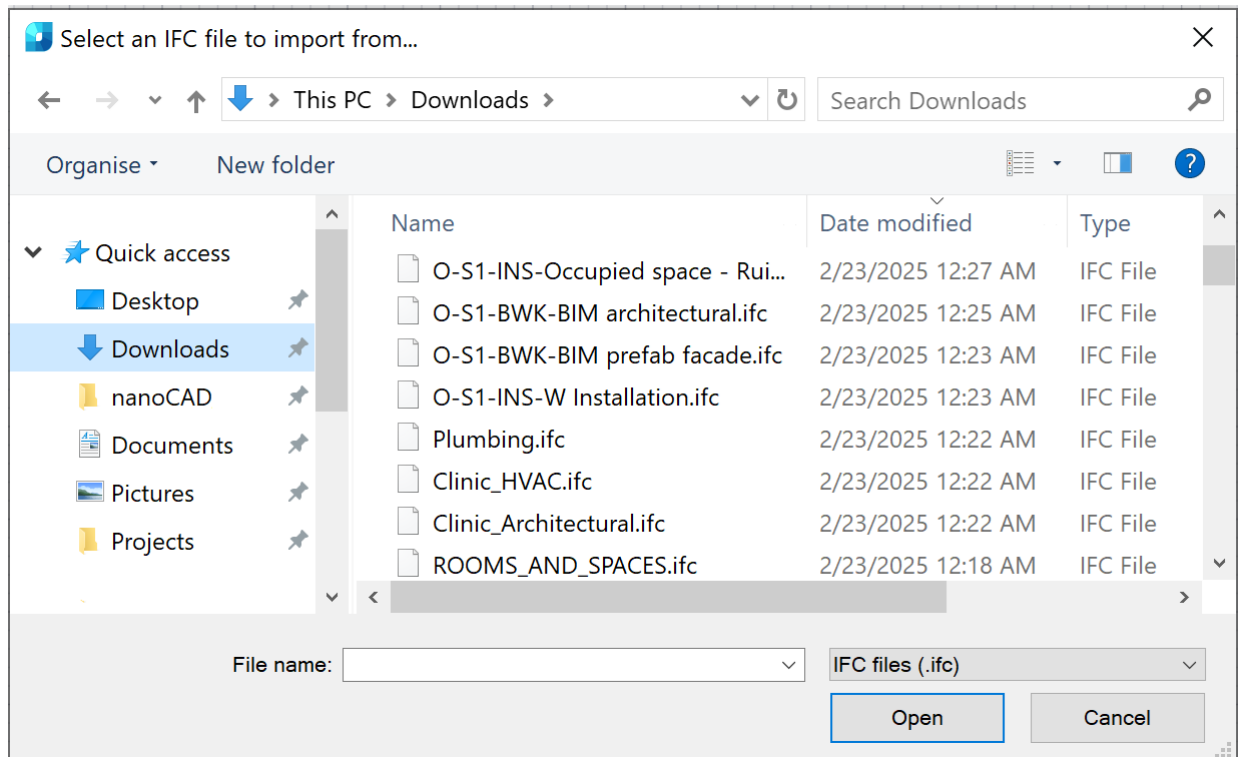 Select an IFC file to import from...
This PC > Downloads >
Search Downloads
Organise
New folder
?
Name
Date modified
Type
Quick access
Desktop
Downloads
nanoCAD
Documents
Pictures
Projects
O-S1-INS-Occupied space - Rui... 2/23/2025 12:27 AM IFC File
O-S1-BWK-BIM architectural.ifc 2/23/2025 12:25 AM IFC File
O-S1-BWK-BIM prefab facade.ifc 2/23/2025 12:23 AM IFC File
O-S1-INS-W Installation.ifc 2/23/2025 12:23 AM IFC File
Plumbing.ifc 2/23/2025 12:22 AM IFC File
Clinic_HVAC.ifc 2/23/2025 12:22 AM IFC File
Clinic_Architectural.ifc 2/23/2025 12:22 AM IFC File
ROOMS_AND_SPACES.ifc 2/23/2025 12:18 AM IFC File
File name:
IFC files (.ifc)
Open
Cancel